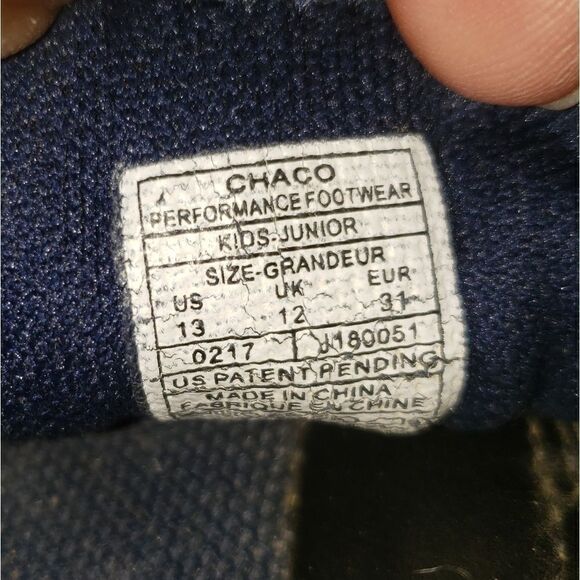 CHACO
PERFORMANCE FOOTWEAR
KIDS-JUNIOR
SIZE-GRANDEUR
US UK EUR
13 12 31
0217 J180051
US PATENT PENDING
MADE IN CHINA
FABRIQUE EN CHINE